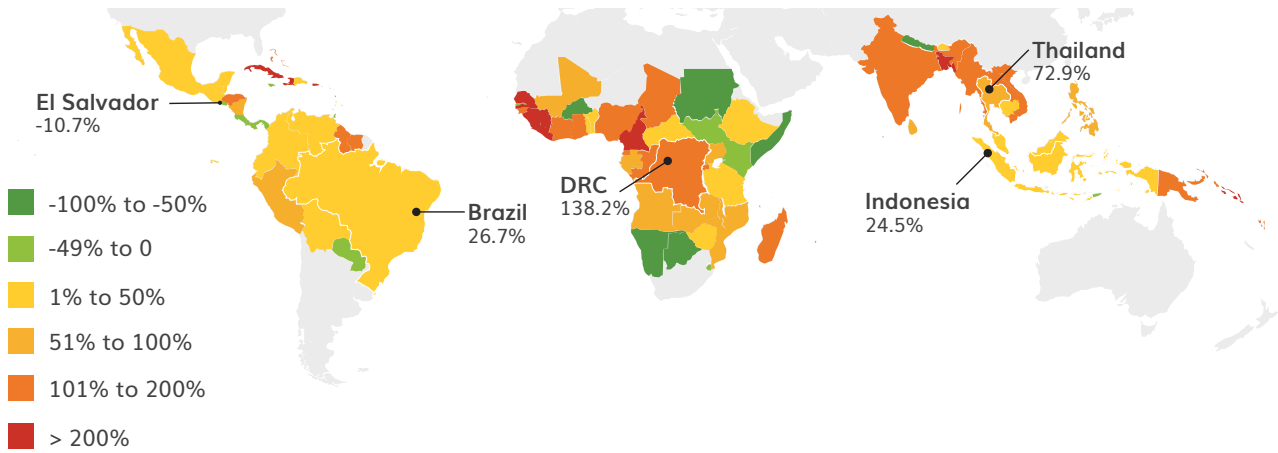 El Salvador
-10.7%
Brazil
26.7%
DRC
138.2%
Thailand
72.9%
Indonesia
24.5%
-100% to -50%
-49% to 0
1% to 50%
51% to 100%
101% to 200%
> 200%